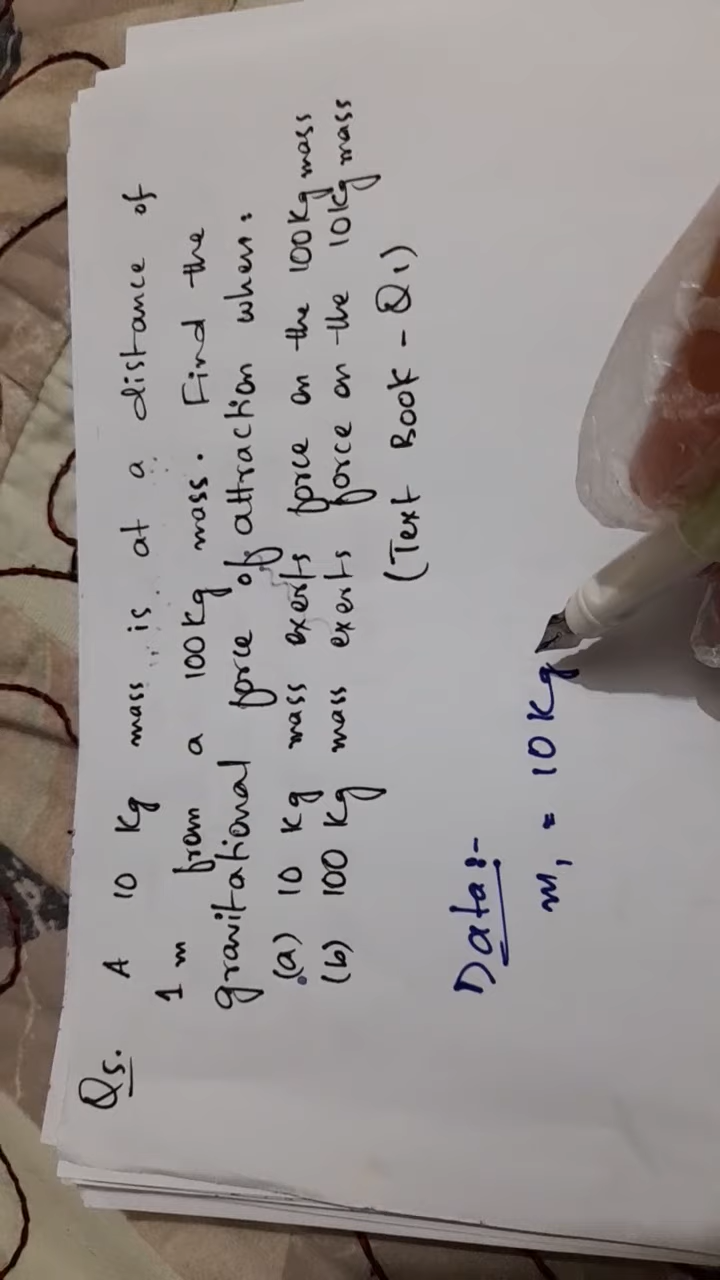 Qs. A 10 Kg mass is at a distance of
1 m from a 100 Kg mass. Find the
gravitational force of attraction when:
(a) 10 Kg mass exerts force on the 100 Kg mass
(b) 100 Kg mass exerts force on the 10 Kg mass
(Text Book - Q1)
Data:-
m1 = 10 Kg